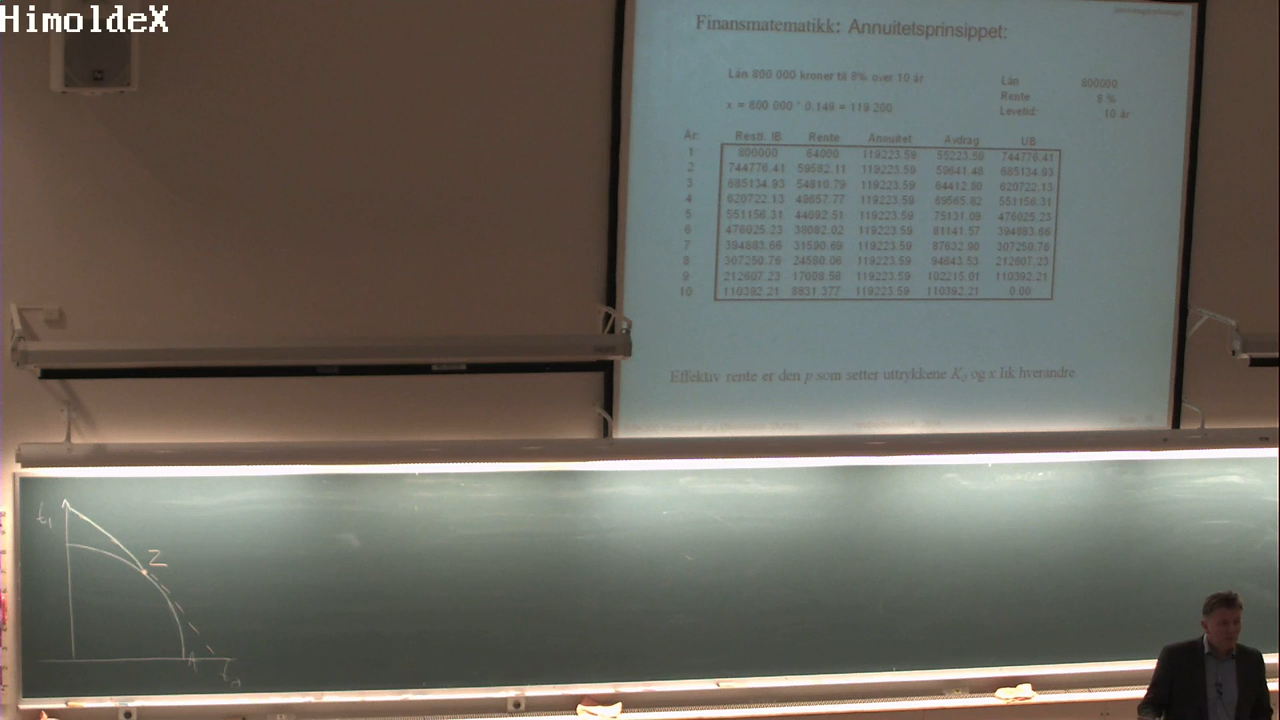 HimoldeX
Finansmatematikk: Annuitetsprinsippet:
Lån 800 000 kroner til 8% over 10 år
Lån 800000
x = 800 000 * 0.149 = 119 200
Rente 8 %
Levetid: 10 år
År: Restl. IB Rente Annuitet Avdrag UB
1 800000 64000 119223.59 55223.59 744776.41
2 744776.41 59582.11 119223.59 59641.48 685134.93
3 685134.93 54810.79 119223.59 64412.80 620722.13
4 620722.13 49657.77 119223.59 69565.82 551156.31
5 551156.31 44092.51 119223.59 75131.09 476025.23
6 476025.23 38082.02 119223.59 81141.57 394883.66
7 394883.66 31590.69 119223.59 87632.90 307250.76
8 307250.76 24580.06 119223.59 94643.53 212607.23
9 212607.23 17008.58 119223.59 102215.01 110392.21
10 110392.21 8831.377 119223.59 110392.21 0.00
Effektiv rente er den p som setter uttrykkene K₀ og x lik hverandre
t₁
Z